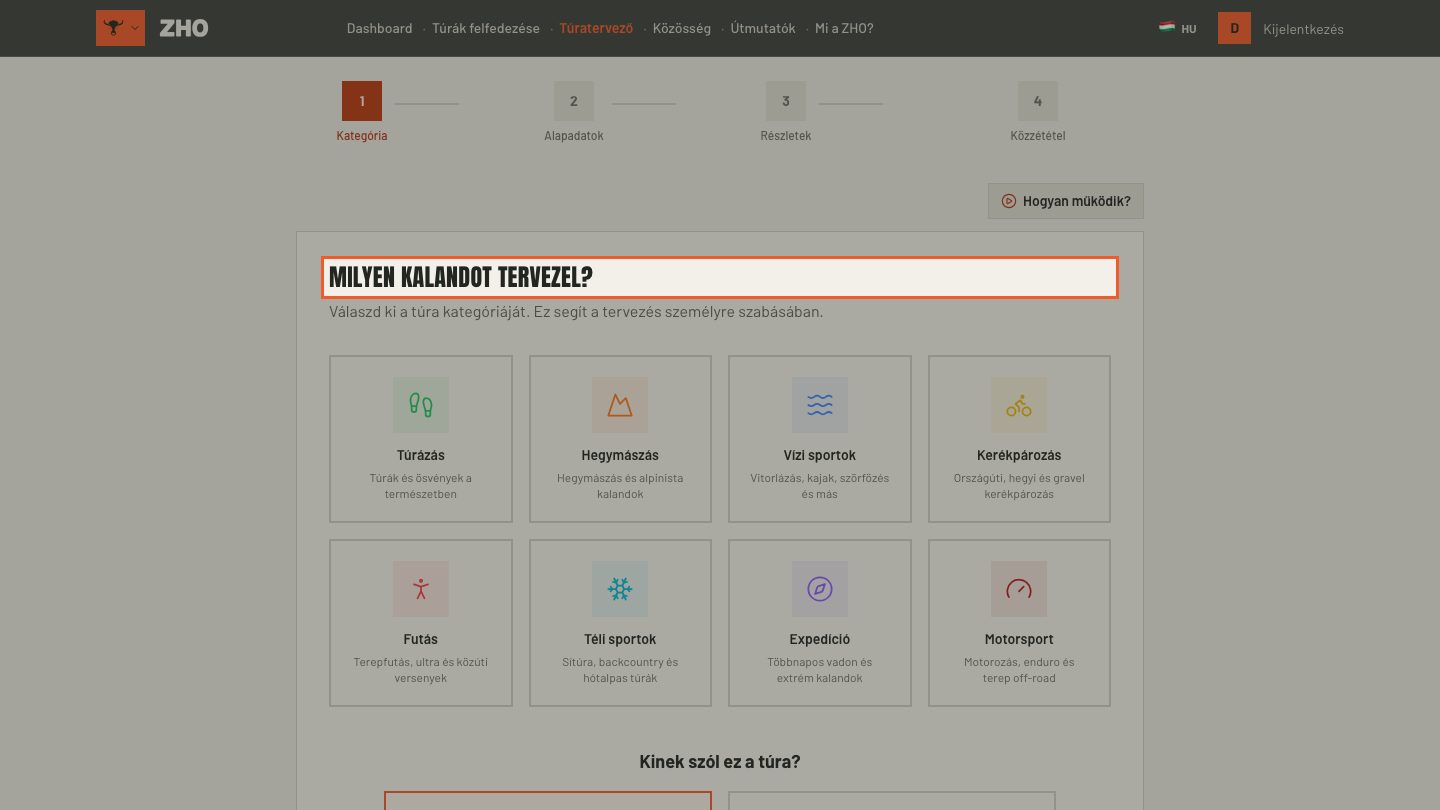 ZHO
Dashboard · Túrák felfedezése · Túratervező · Közösség · Útmutatók · Mi a ZHO?
HU
D
Kijelentkezés
1
2
3
4
Kategória
Alapadatok
Részletek
Közzététel
Hogyan működik?
MILYEN KALANDOT TERVEZEL?
Válaszd ki a túra kategóriáját. Ez segít a tervezés személyre szabásában.
Túrázás
Túrák és ösvények a
természetben
Hegymászás
Hegymászás és alpinista
kalandok
Vízi sportok
Vitorlázás, kajak, szörfözés
és más
Kerékpározás
Országúti, hegyi és gravel
kerékpározás
Futás
Terepfutás, ultra és közúti
versenyek
Téli sportok
Sítúra, backcountry és
hótalpas túrák
Expedíció
Többnapos vadon és
extrém kalandok
Motorsport
Motorozás, enduro és
terep off-road
Kinek szól ez a túra?